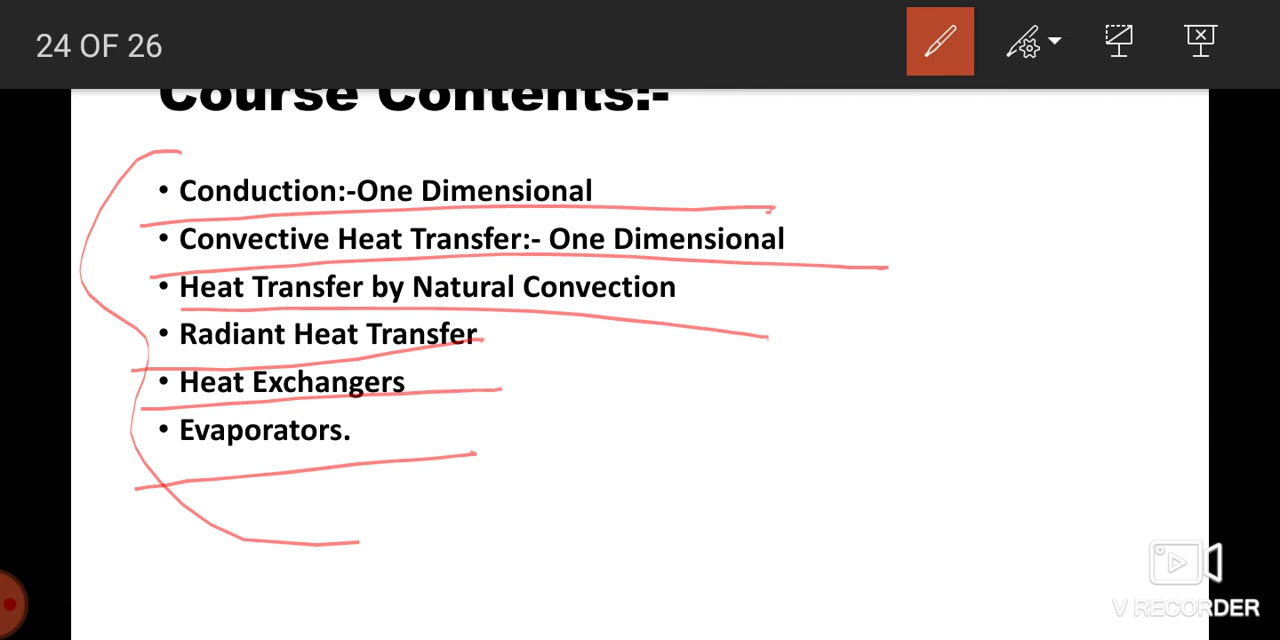 24 OF 26
Course Contents:-
• Conduction:-One Dimensional
• Convective Heat Transfer:- One Dimensional
• Heat Transfer by Natural Convection
• Radiant Heat Transfer
• Heat Exchangers
• Evaporators.
V RECORDER